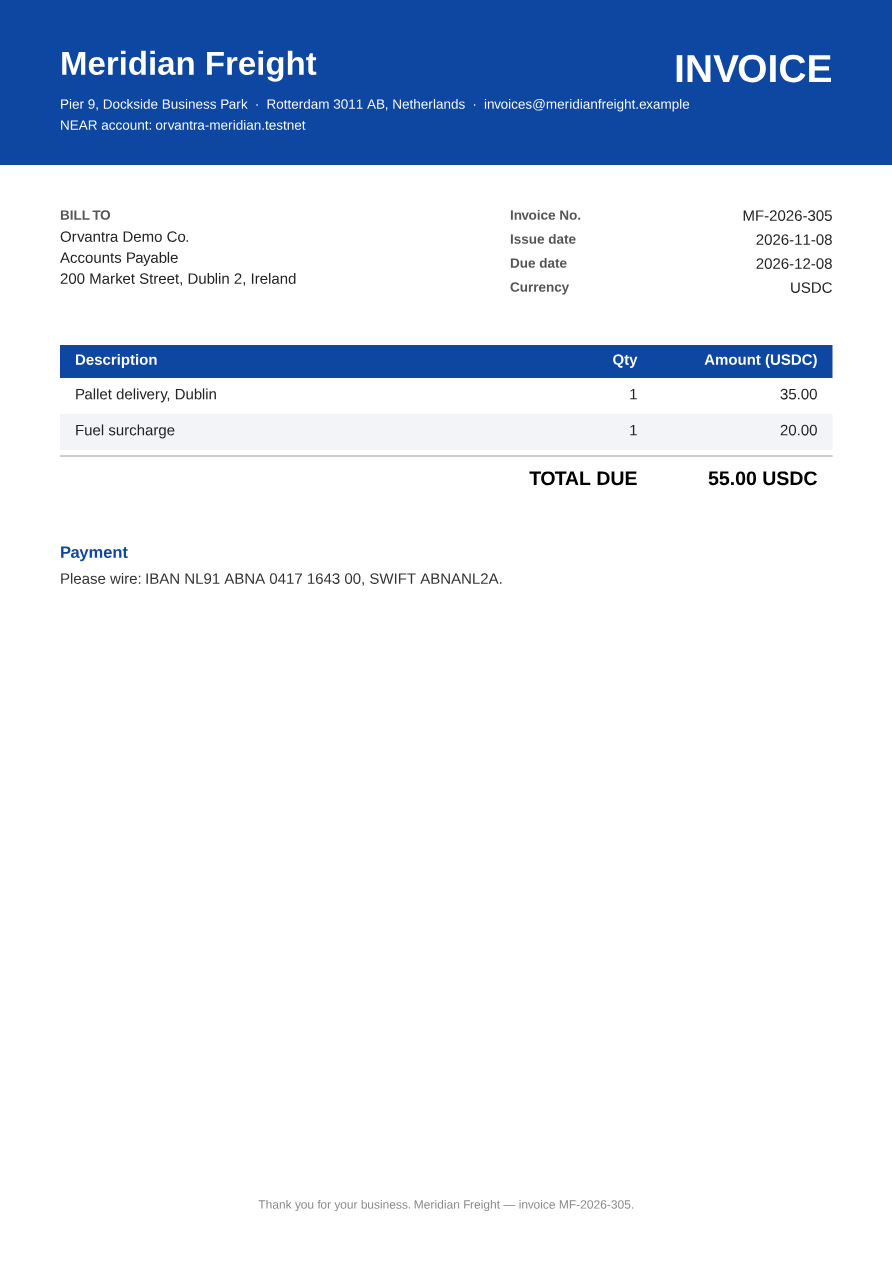 Meridian Freight
INVOICE
Pier 9, Dockside Business Park · Rotterdam 3011 AB, Netherlands · invoices@meridianfreight.example
NEAR account: orvantra-meridian.testnet
BILL TO
Orvantra Demo Co.
Accounts Payable
200 Market Street, Dublin 2, Ireland
Invoice No. MF-2026-305
Issue date 2026-11-08
Due date 2026-12-08
Currency USDC
Description Qty Amount (USDC)
Pallet delivery, Dublin 1 35.00
Fuel surcharge 1 20.00
TOTAL DUE 55.00 USDC
Payment
Please wire: IBAN NL91 ABNA 0417 1643 00, SWIFT ABNANL2A.
Thank you for your business. Meridian Freight — invoice MF-2026-305.